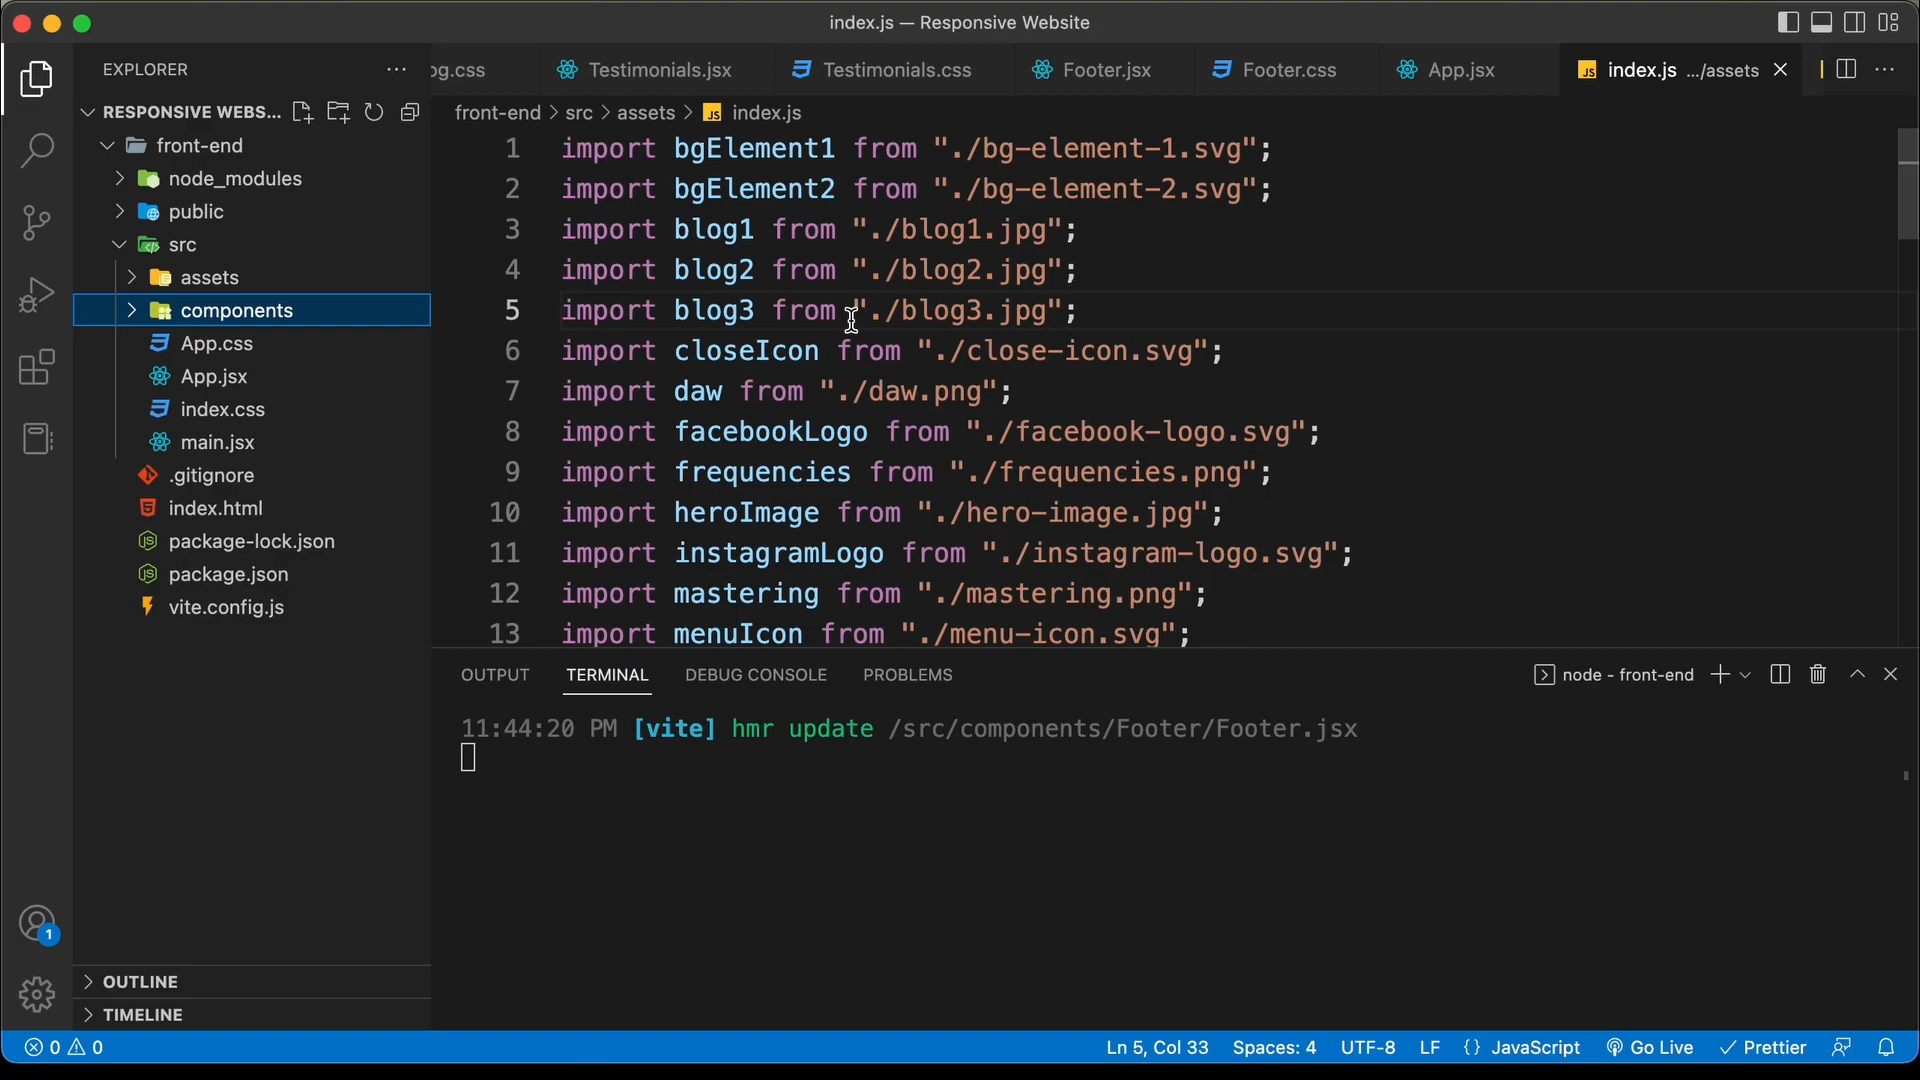 index.js — Responsive Website
EXPLORER
og.css
Testimonials.jsx
Testimonials.css
Footer.jsx
Footer.css
App.jsx
index.js .../assets
RESPONSIVE WEBS...
front-end
node_modules
public
src
assets
components
App.css
App.jsx
index.css
main.jsx
.gitignore
index.html
package-lock.json
package.json
vite.config.js
OUTLINE
TIMELINE
1
front-end > src > assets > JS index.js
1 import bgElement1 from "./bg-element-1.svg";
2 import bgElement2 from "./bg-element-2.svg";
3 import blog1 from "./blog1.jpg";
4 import blog2 from "./blog2.jpg";
5 import blog3 from "./blog3.jpg";
6 import closeIcon from "./close-icon.svg";
7 import daw from "./daw.png";
8 import facebookLogo from "./facebook-logo.svg";
9 import frequencies from "./frequencies.png";
10 import heroImage from "./hero-image.jpg";
11 import instagramLogo from "./instagram-logo.svg";
12 import mastering from "./mastering.png";
13 import menuIcon from "./menu-icon.svg";
OUTPUT TERMINAL DEBUG CONSOLE PROBLEMS
node - front-end
11:44:20 PM [vite] hmr update /src/components/Footer/Footer.jsx
0 0
Ln 5, Col 33 Spaces: 4 UTF-8 LF {} JavaScript Go Live Prettier